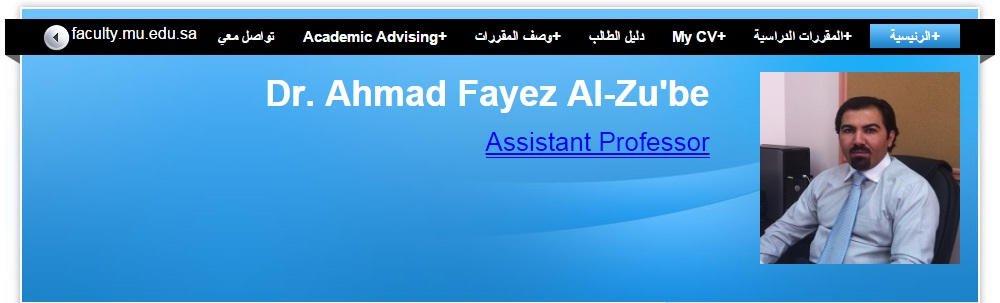 +الرئيسية +المقررات الدراسية My CV+ دليل الطالب +وصف المقررات Academic Advising+ تواصل معي faculty.mu.edu.sa
Dr. Ahmad Fayez Al-Zu'be
Assistant Professor